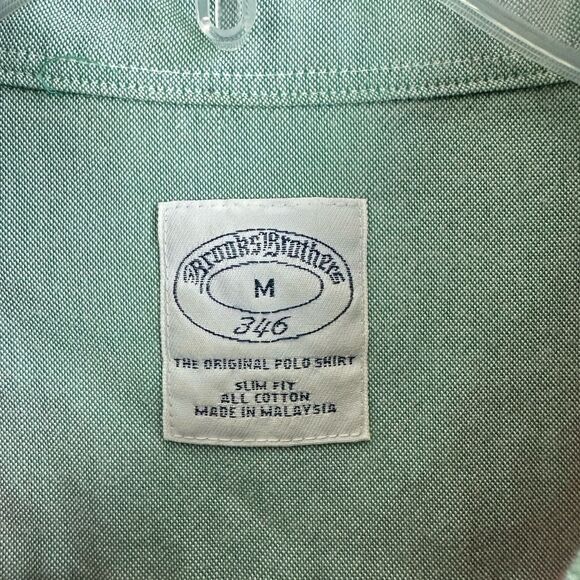 Brooks Brothers
M
346
THE ORIGINAL POLO SHIRT
SLIM FIT
ALL COTTON
MADE IN MALAYSIA